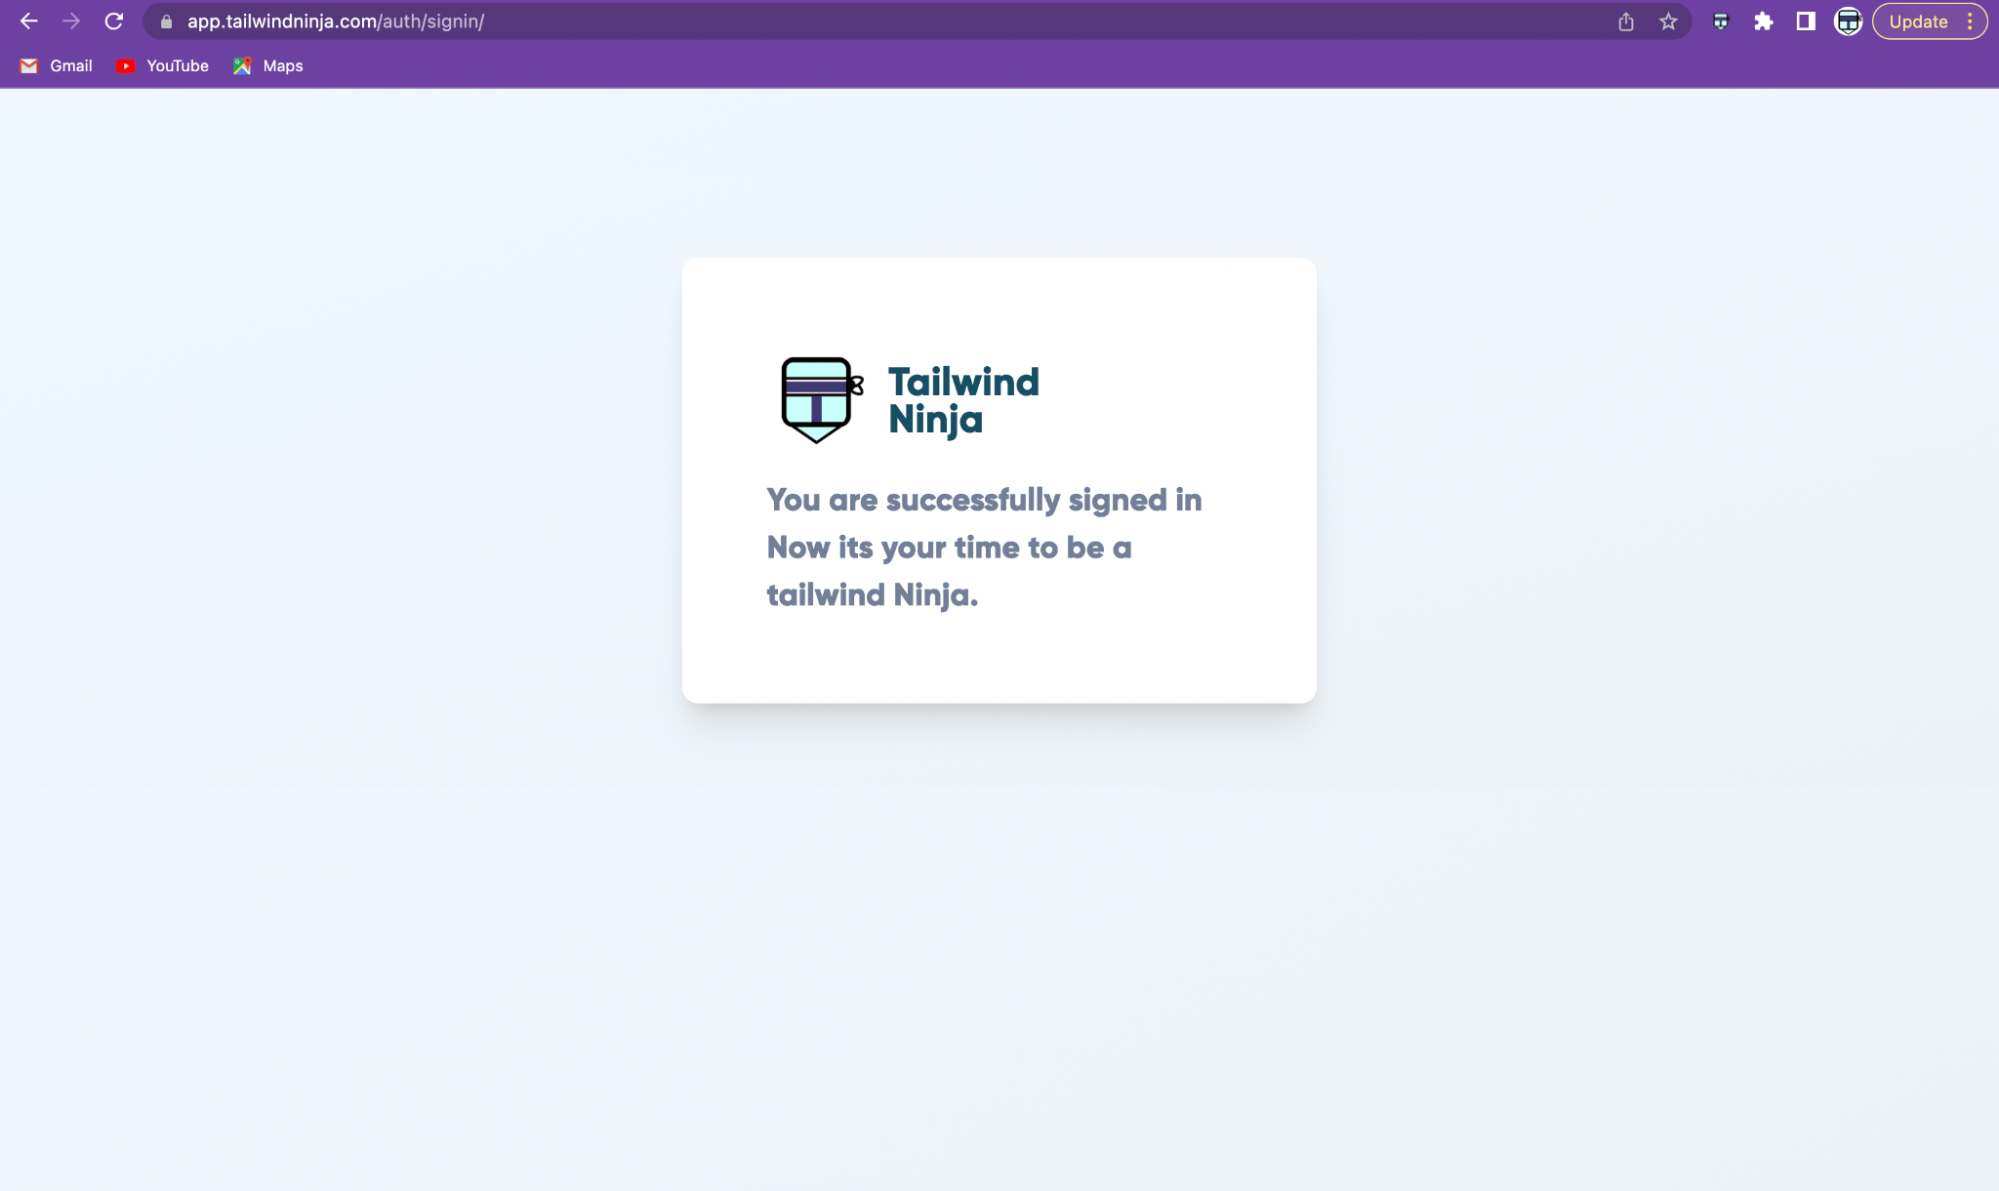 app.tailwindninja.com/auth/signin/
Update
Gmail
YouTube
Maps
Tailwind
Ninja
You are successfully signed in
Now its your time to be a
tailwind Ninja.